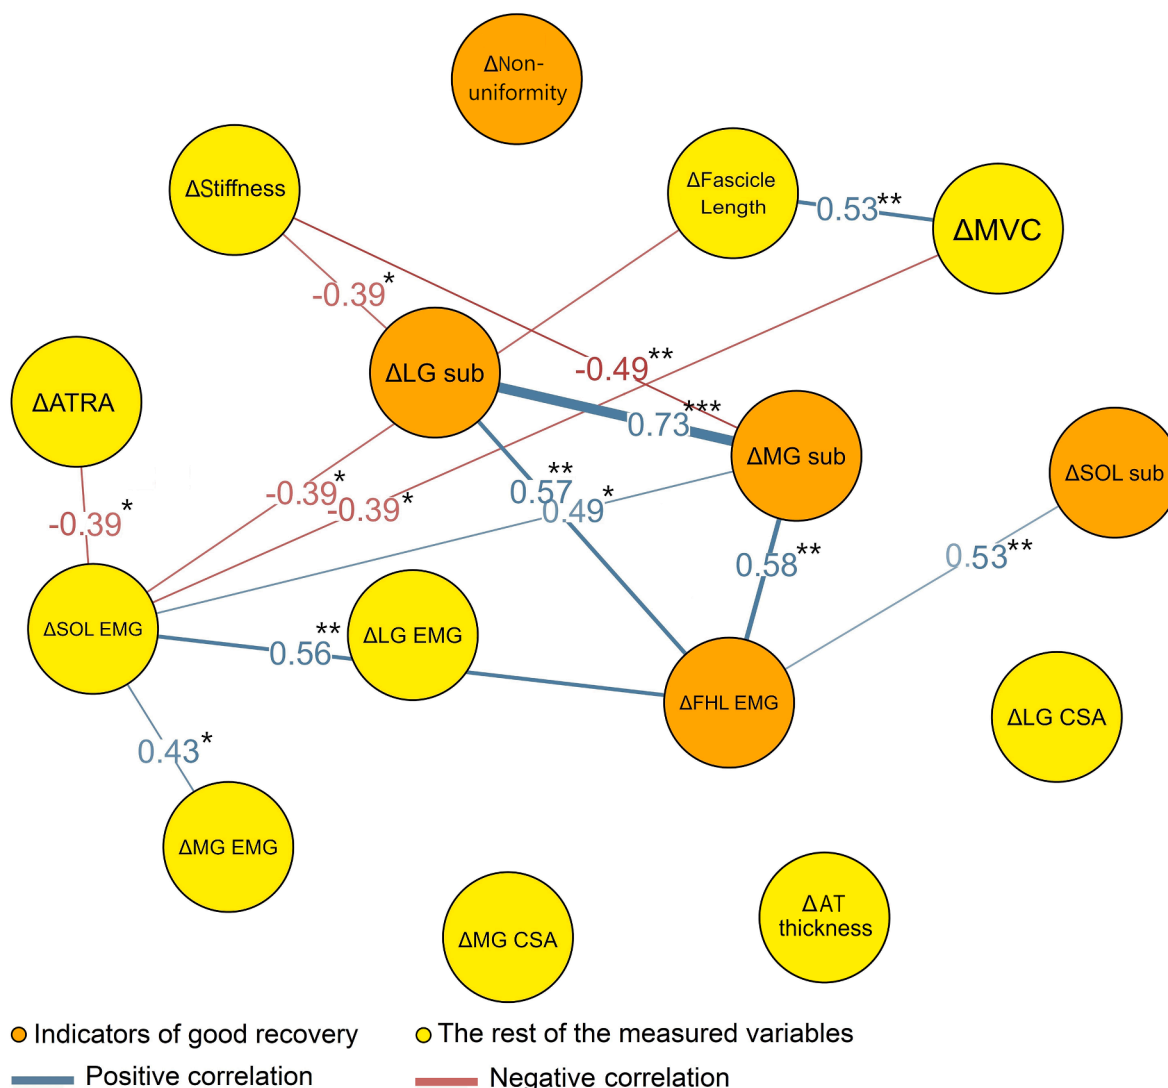 ΔNon-
uniformity
ΔStiffness
ΔFascicle
Length
0.53**
ΔMVC
-0.39*
ΔLG sub
-0.49**
ΔATRA
0.73***
ΔMG sub
ΔSOL sub
-0.39*
-0.39*
-0.39*
0.57**
0.49*
0.58**
0.53**
ΔSOL EMG
ΔLG EMG
0.56**
ΔFHL EMG
ΔLG CSA
0.43*
ΔMG EMG
ΔMG CSA
ΔAT
thickness
Indicators of good recovery
The rest of the measured variables
Positive correlation
Negative correlation